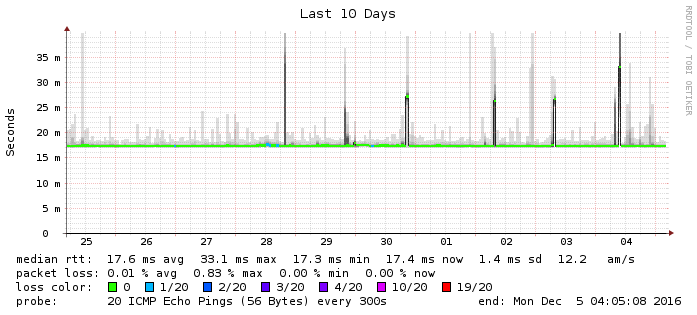 Last 10 Days
RRDTOOL / TOBI OETIKER
Seconds
35 m
30 m
25 m
20 m
15 m
10 m
5 m
0
25 26 27 28 29 30 01 02 03 04
median rtt: 17.6 ms avg 33.1 ms max 17.3 ms min 17.4 ms now 1.4 ms sd 12.2 am/s
packet loss: 0.01 % avg 0.83 % max 0.00 % min 0.00 % now
loss color: 0 1/20 2/20 3/20 4/20 10/20 19/20
probe: 20 ICMP Echo Pings (56 Bytes) every 300s end: Mon Dec 5 04:05:08 2016